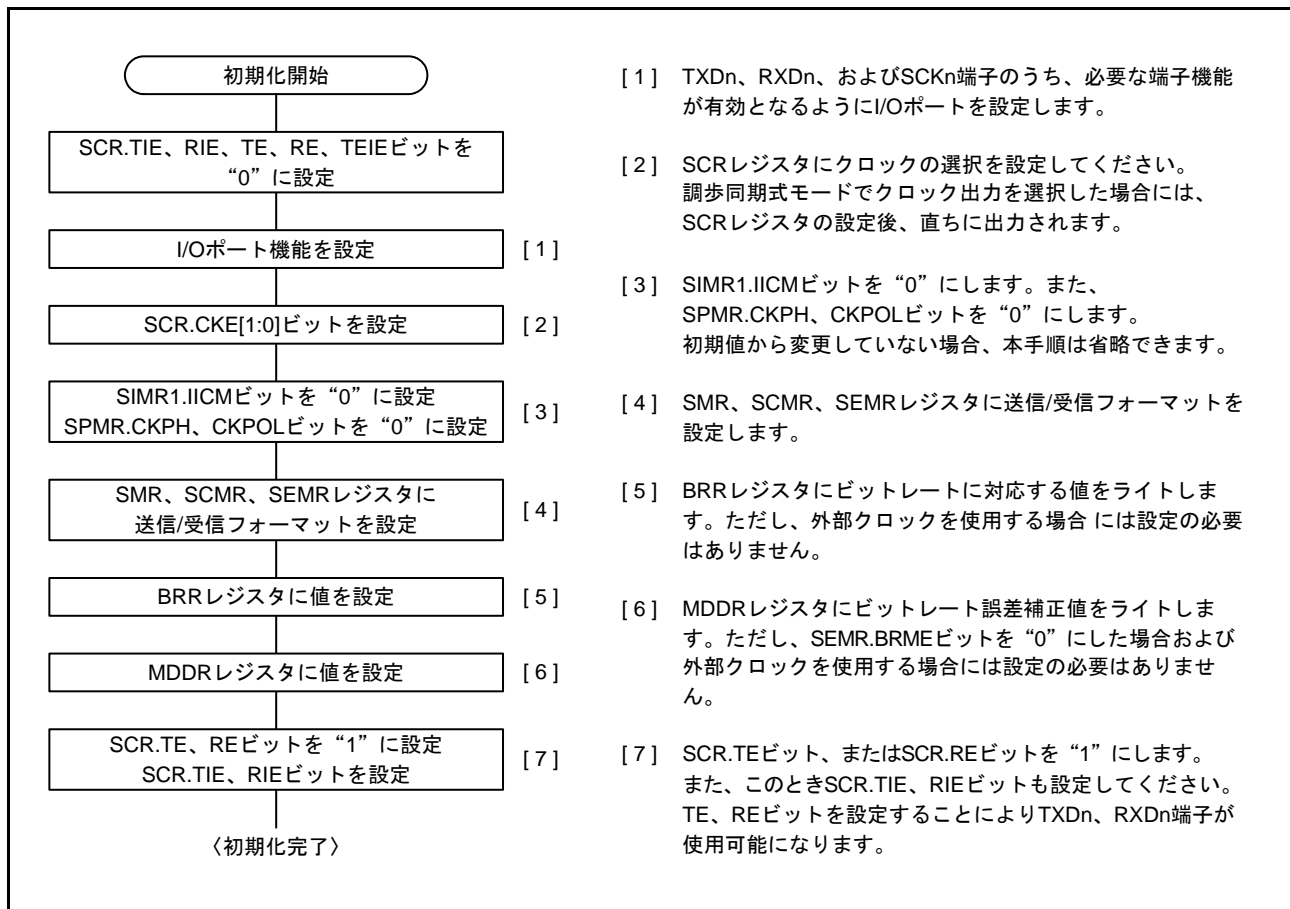 初期化開始
SCR.TIE、RIE、TE、RE、TEIEビットを
“0”に設定
I/Oポート機能を設定
[1]
SCR.CKE[1:0]ビットを設定
[2]
SIMR1.IICMビットを“0”に設定
SPMR.CKPH、CKPOLビットを“0”に設定
[3]
SMR、SCMR、SEMRレジスタに
送信/受信フォーマットを設定
[4]
BRRレジスタに値を設定
[5]
MDDRレジスタに値を設定
[6]
SCR.TE、REビットを“1”に設定
SCR.TIE、RIEビットを設定
[7]
〈初期化完了〉
[1] TXDn、RXDn、およびSCKn端子のうち、必要な端子機能
が有効となるようにI/Oポートを設定します。
[2] SCRレジスタにクロックの選択を設定してください。
調歩同期式モードでクロック出力を選択した場合には、
SCRレジスタの設定後、直ちに出力されます。
[3] SIMR1.IICMビットを“0”にします。また、
SPMR.CKPH、CKPOLビットを“0”にします。
初期値から変更していない場合、本手順は省略できます。
[4] SMR、SCMR、SEMRレジスタに送信/受信フォーマットを
設定します。
[5] BRRレジスタにビットレートに対応する値をライトしま
す。ただし、外部クロックを使用する場合 には設定の必要
はありません。
[6] MDDRレジスタにビットレート誤差補正値をライトしま
す。ただし、SEMR.BRMEビットを“0”にした場合および
外部クロックを使用する場合には設定の必要はありませ
ん。
[7] SCR.TEビット、またはSCR.REビットを“1”にします。
また、このときSCR.TIE、RIEビットも設定してください。
TE、REビットを設定することによりTXDn、RXDn端子が
使用可能になります。